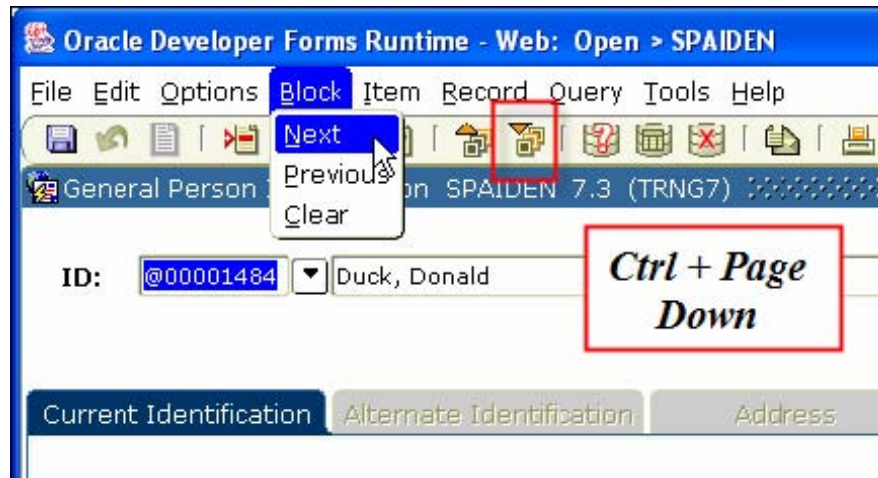 Oracle Developer Forms Runtime - Web: Open > SPAIDEN
File Edit Options Block Item Record Query Tools Help
Next
Previous
Clear
General Person on SPAIDEN 7.3 (TRNG7)
ID: @00001484 Duck, Donald
Ctrl + Page
Down
Current Identification Alternate Identification Address